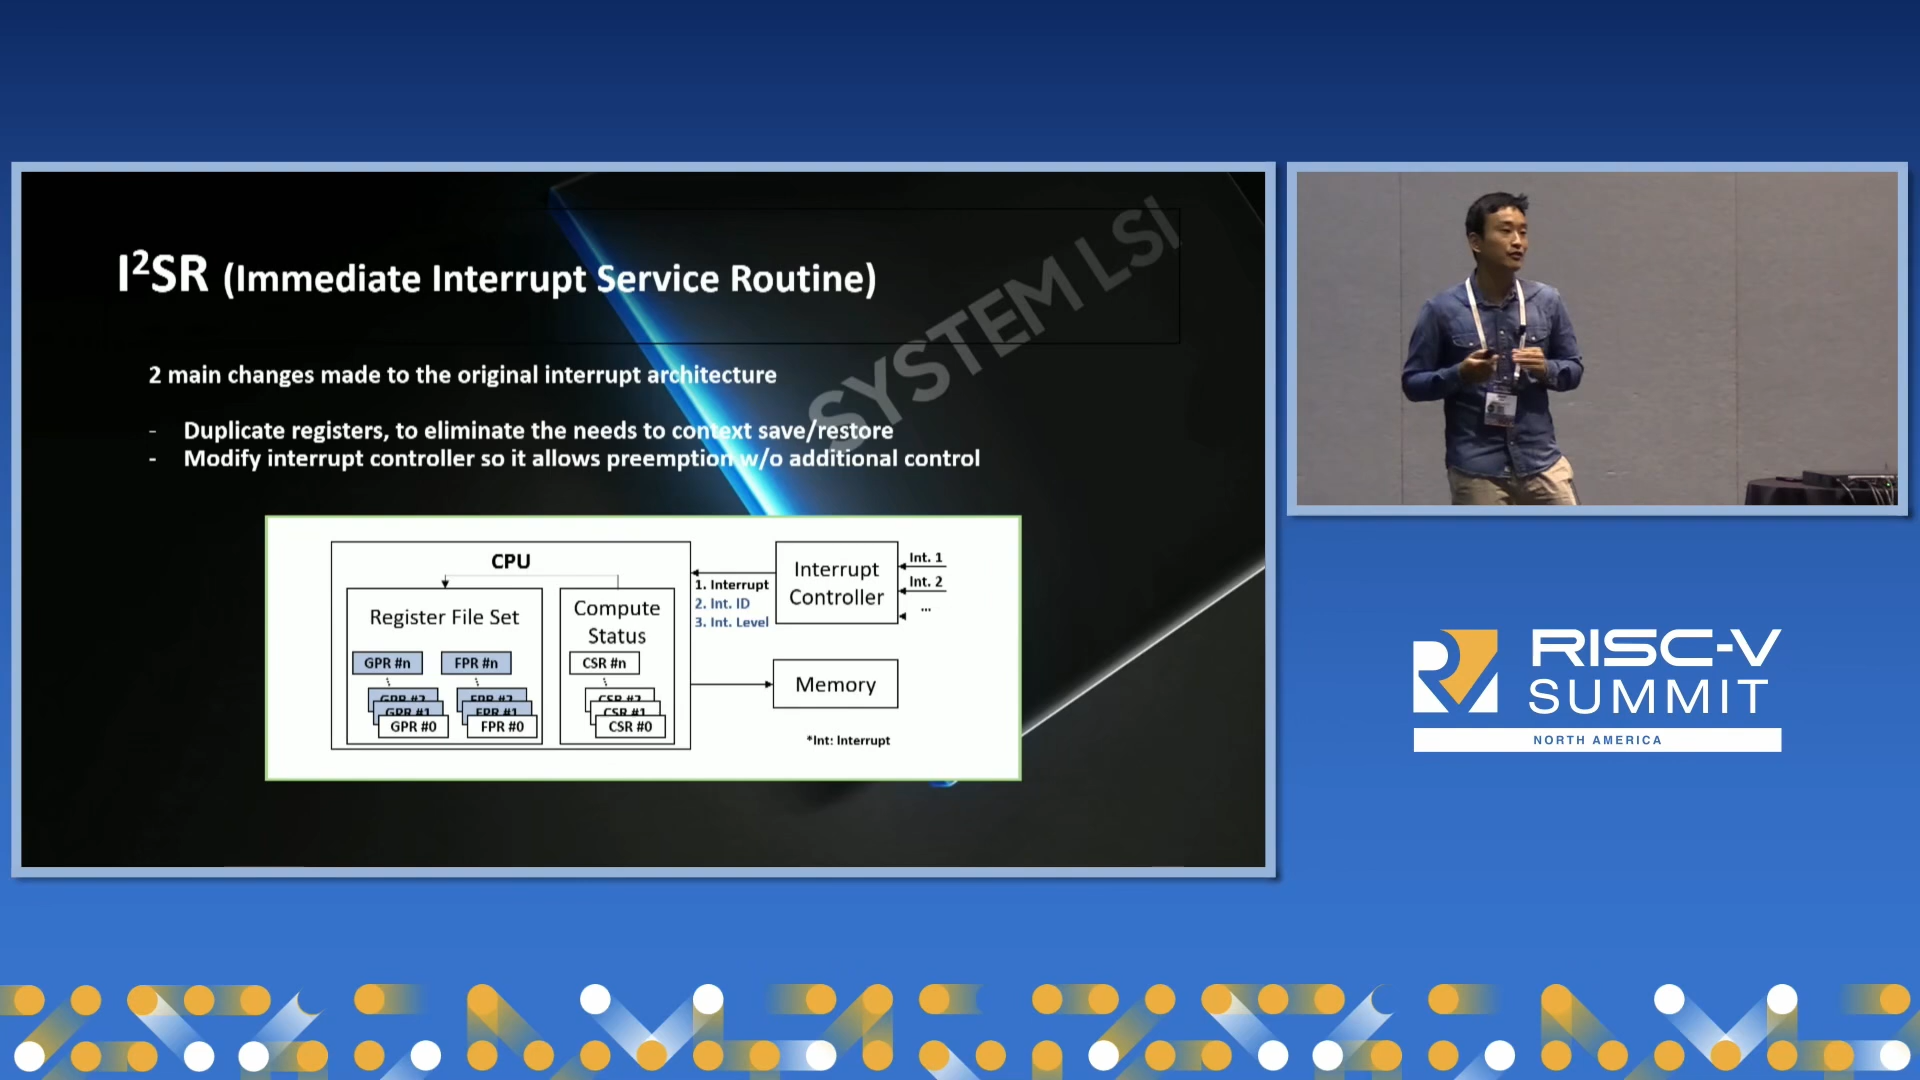 I²SR (Immediate Interrupt Service Routine)
SYSTEM LSI
2 main changes made to the original interrupt architecture
- Duplicate registers, to eliminate the needs to context save/restore
- Modify interrupt controller so it allows preemption w/o additional control
CPU
Register File Set
GPR #n
FPR #n
GPR #2
FPR #2
GPR #1
FPR #1
GPR #0
FPR #0
Compute
Status
CSR #n
CSR #2
CSR #1
CSR #0
1. Interrupt
2. Int. ID
3. Int. Level
Interrupt
Controller
Int. 1
Int. 2
...
Memory
*Int: Interrupt
RISC-V
SUMMIT
NORTH AMERICA